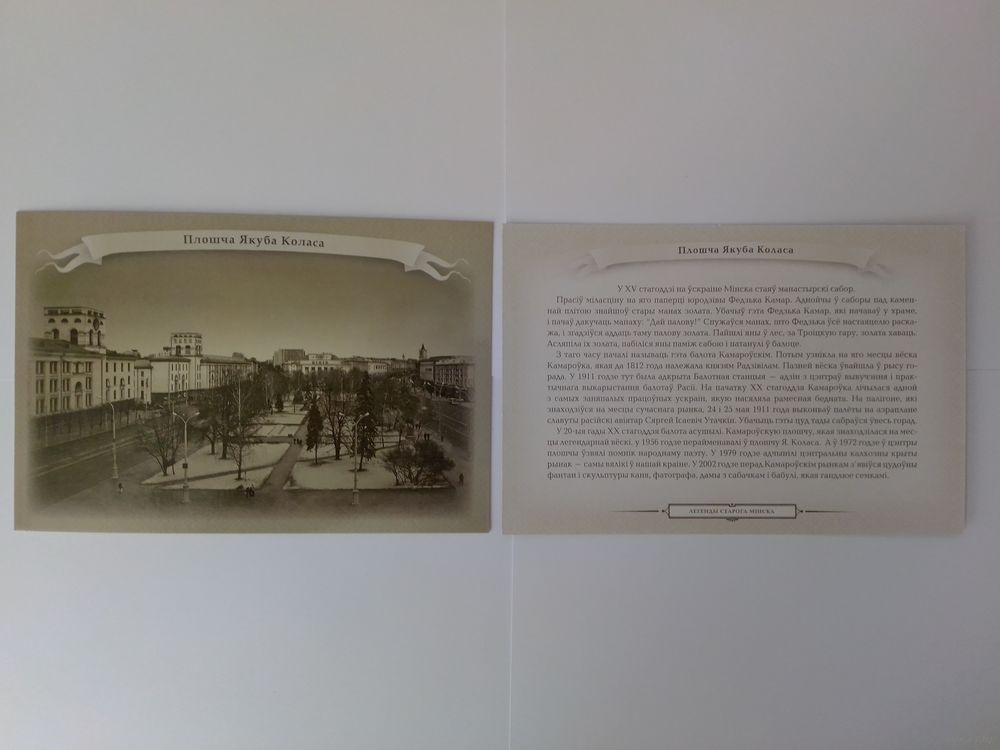 Плошча Якуба Коласа
Плошча Якуба Коласа
У XV стагоддзі на ўскраіне Мінска стаяў манастырскі сабор.
Прасіў міласціну на яго паперці юродзівы Федзька Камар. Аднойчы ў саборы пад камен-
най плітою знайшоў стары манах золата. Убачыў гэта Федзька Камар, які начаваў у храме,
і пачаў дакучаць манаху: "Дай палову!" Спужаўся манах, што Федзька ўсё настаяцелю раска-
жа, і згадзіўся аддаць таму палову золата. Пайшлі яны ў лес, за Троіцкую гару, золата хаваць.
Асляпіла іх золата, пабіліся яны паміж сабою і патанулі ў балоце.
З таго часу пачалі называць гэта балота Камароўскім. Потым узнікла на яго месцы вёска
Камароўка, якая да 1812 года належала князям Радзівілам. Пазней вёска ўвайшла ў рысу го-
рада. У 1911 годзе тут была адкрыта Балотная станцыя — адзін з цэнтраў вывучэння і прак-
тычнага выкарыстання балотаў Расіі. На пачатку XX стагоддзя Камароўка лічылася адной
з самых заняпалых працоўных ускраін, якую насяляла рамесная бедната. На палігоне, які
знаходзіўся на месцы сучаснага рынка, 24 і 25 мая 1911 года выконваў палёты на аэраплане
славуты расійскі авіятар Сяргей Ісаевіч Утачкін. Убачыць гэты цуд тады сабраўся ўвесь горад.
У 20-ыя гады XX стагоддзя балота асушылі. Камароўскую плошчу, якая знаходзілася на мес-
цы легендарнай вёскі, у 1956 годзе перайменавалі ў плошчу Я. Коласа. А ў 1972 годзе ў цэнтры
плошчы ўзвялі помнік народнаму паэту. У 1979 годзе адчынілі цэнтральны калгасны крыты
рынак — самы вялікі ў нашай краіне. У 2002 годзе перад Камароўскім рынкам з'явіўся цудоўны
фантан і скульптуры каня, фатографа, дамы з сабачкам і бабулі, якая гандлюе семкамі.
ЛЕГЕНДЫ СТАРОГА МІНСКА